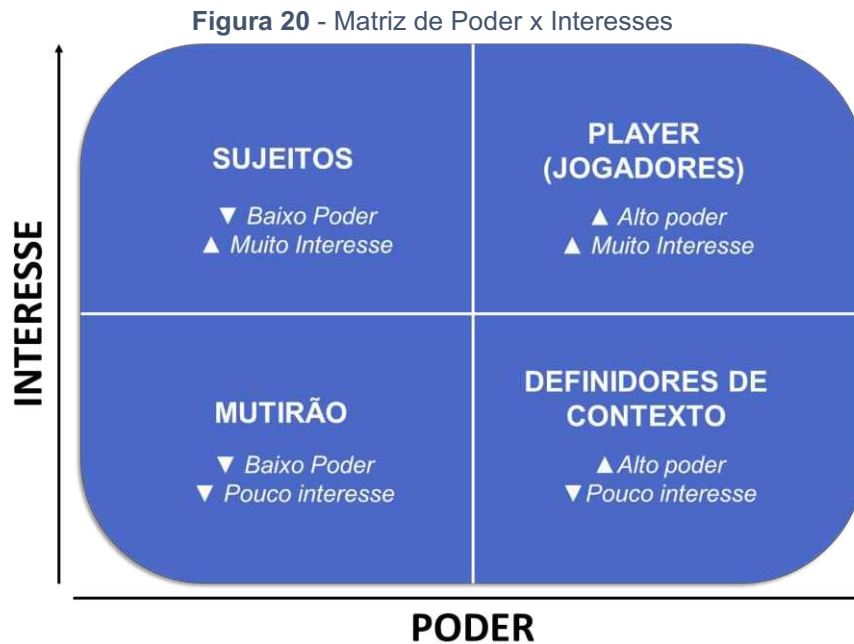 Figura 20 - Matriz de Poder x Interesses
INTERESSE
SUJEITOS
▼ Baixo Poder
▲ Muito Interesse
PLAYER
(JOGADORES)
▲ Alto poder
▲ Muito Interesse
MUTIRÃO
▼ Baixo Poder
▼ Pouco interesse
DEFINIDORES DE
CONTEXTO
▲ Alto poder
▼ Pouco interesse
PODER